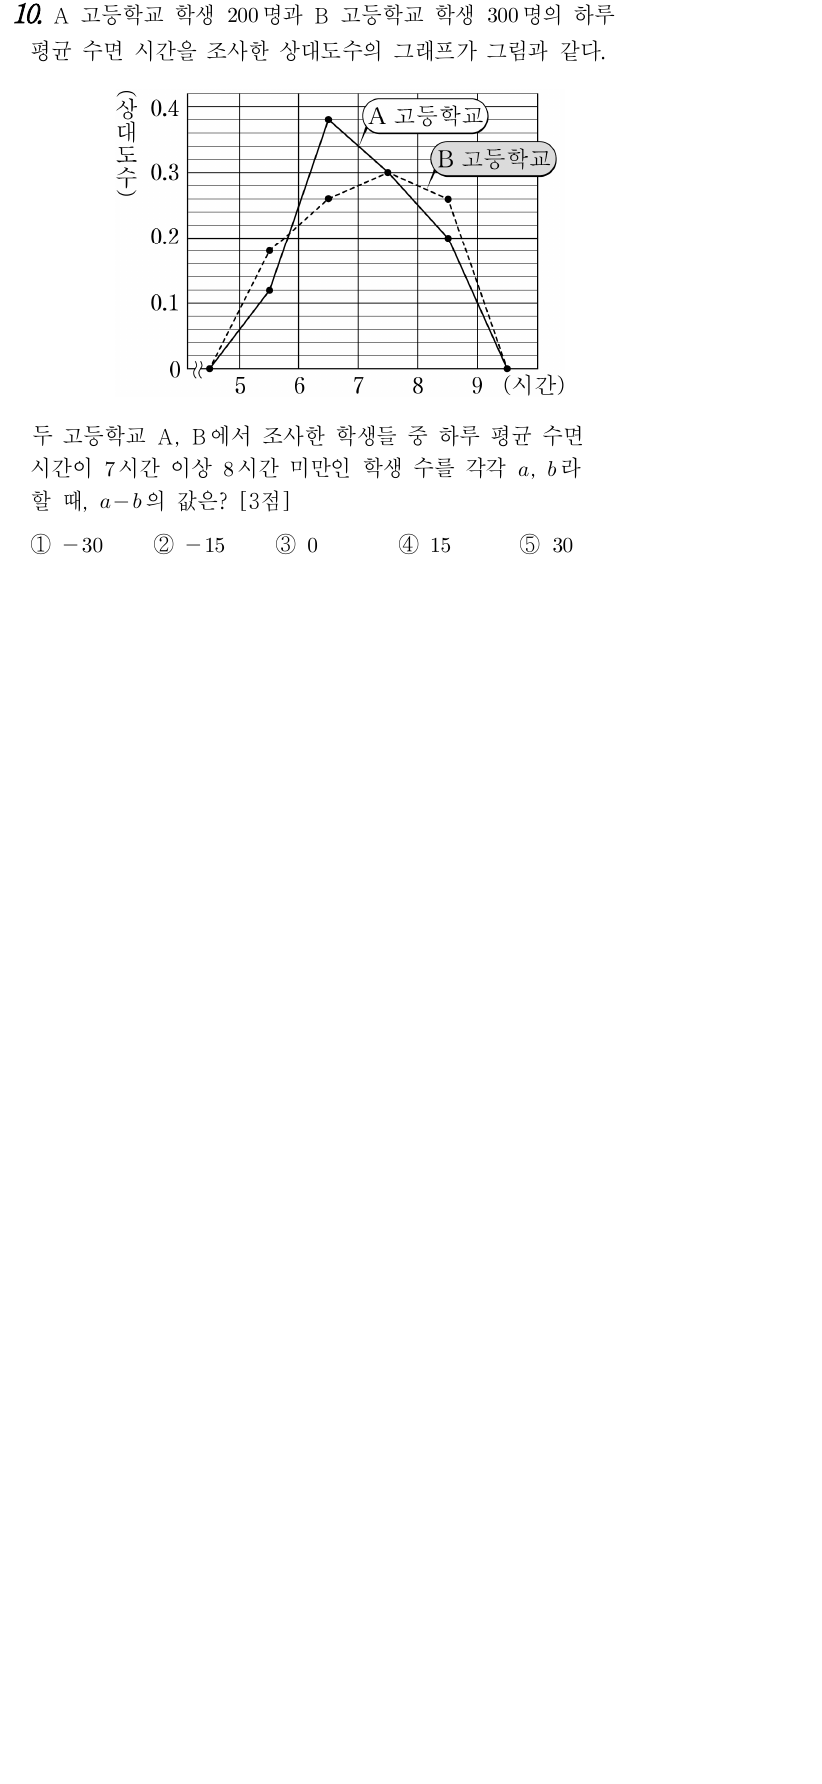 10. A 고등학교 학생 200명과 B 고등학교 학생 300명의 하루
평균 수면 시간을 조사한 상대도수의 그래프가 그림과 같다.
(상대도수)
0.4
0.3
0.2
0.1
0
A 고등학교
B 고등학교
5 6 7 8 9 (시간)
두 고등학교 A, B에서 조사한 학생들 중 하루 평균 수면
시간이 7시간 이상 8시간 미만인 학생 수를 각각 a, b라
할 때, a-b의 값은? [3점]
① -30 ② -15 ③ 0 ④ 15 ⑤ 30